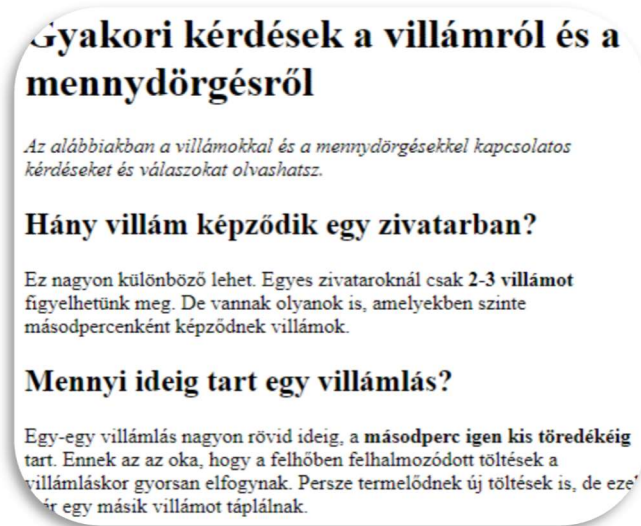 Gyakori kérdések a villámról és a
mennydörgésről
Az alábbiakban a villámokkal és a mennydörgésekkel kapcsolatos
kérdéseket és válaszokat olvashatsz.
Hány villám képződik egy zivatarban?
Ez nagyon különböző lehet. Egyes zivataroknál csak 2-3 villámot
figyelhetünk meg. De vannak olyanok is, amelyekben szinte
másodpercenként képződnek villámok.
Mennyi ideig tart egy villámlás?
Egy-egy villámlás nagyon rövid ideig, a másodperc igen kis töredékéig
tart. Ennek az az oka, hogy a felhőben felhalmozódott töltések a
villámláskor gyorsan elfogynak. Persze termelődnek új töltések is, de
egy másik villámot táplálnak.